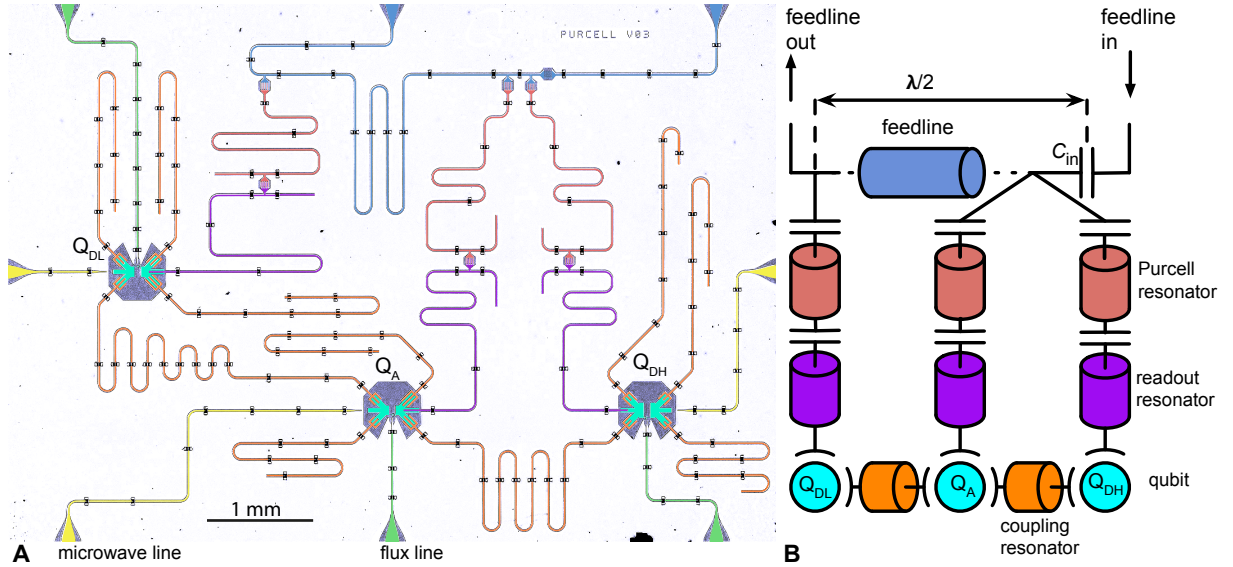 PURCELL V03
Q_DL
Q_A
Q_DH
1 mm
A
microwave line
flux line
feedline
out
feedline
in
λ/2
feedline
C_in
Purcell
resonator
readout
resonator
Q_DL
Q_A
Q_DH
qubit
coupling
resonator
B